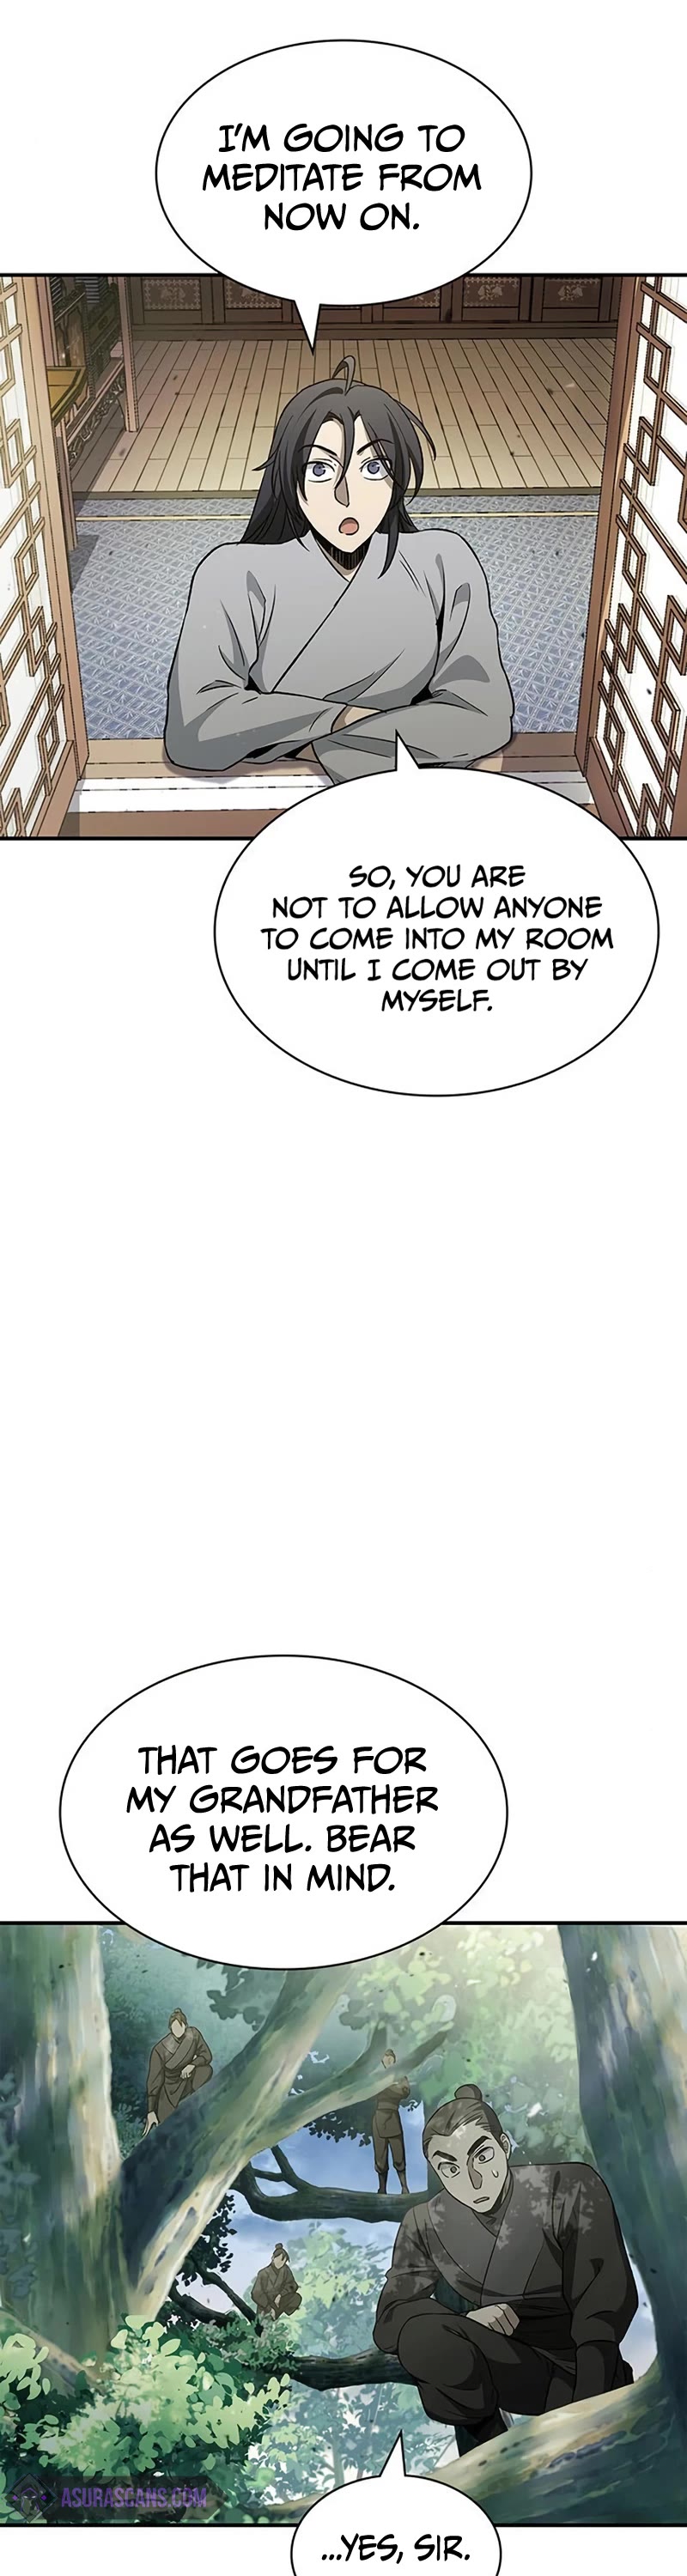 I'M GOING TO
MEDITATE FROM
NOW ON.
SO, YOU ARE
NOT TO ALLOW ANYONE
TO COME INTO MY ROOM
UNTIL I COME OUT BY
MYSELF.
THAT GOES FOR
MY GRANDFATHER
AS WELL. BEAR
THAT IN MIND.
ASURASCANS.COM
...YES, SIR.